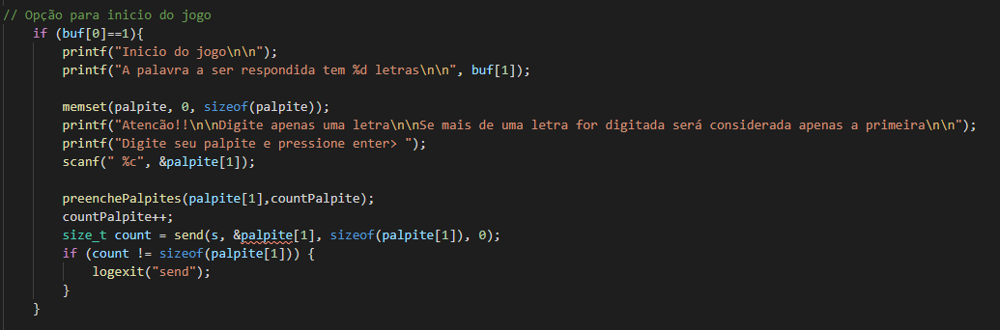 // Opção para inicio do jogo
if (buf[0]==1){
printf("Inicio do jogo\n\n");
printf("A palavra a ser respondida tem %d letras\n\n", buf[1]);
memset(palpite, 0, sizeof(palpite));
printf("Atencão!!\n\nDigite apenas uma letra\n\nSe mais de uma letra for digitada será considerada apenas a primeira\n\n");
printf("Digite seu palpite e pressione enter> ");
scanf(" %c", &palpite[1]);
preenchePalpites(palpite[1],countPalpite);
countPalpite++;
size_t count = send(s, &palpite[1], sizeof(palpite[1]), 0);
if (count != sizeof(palpite[1])) {
logexit("send");
}
}